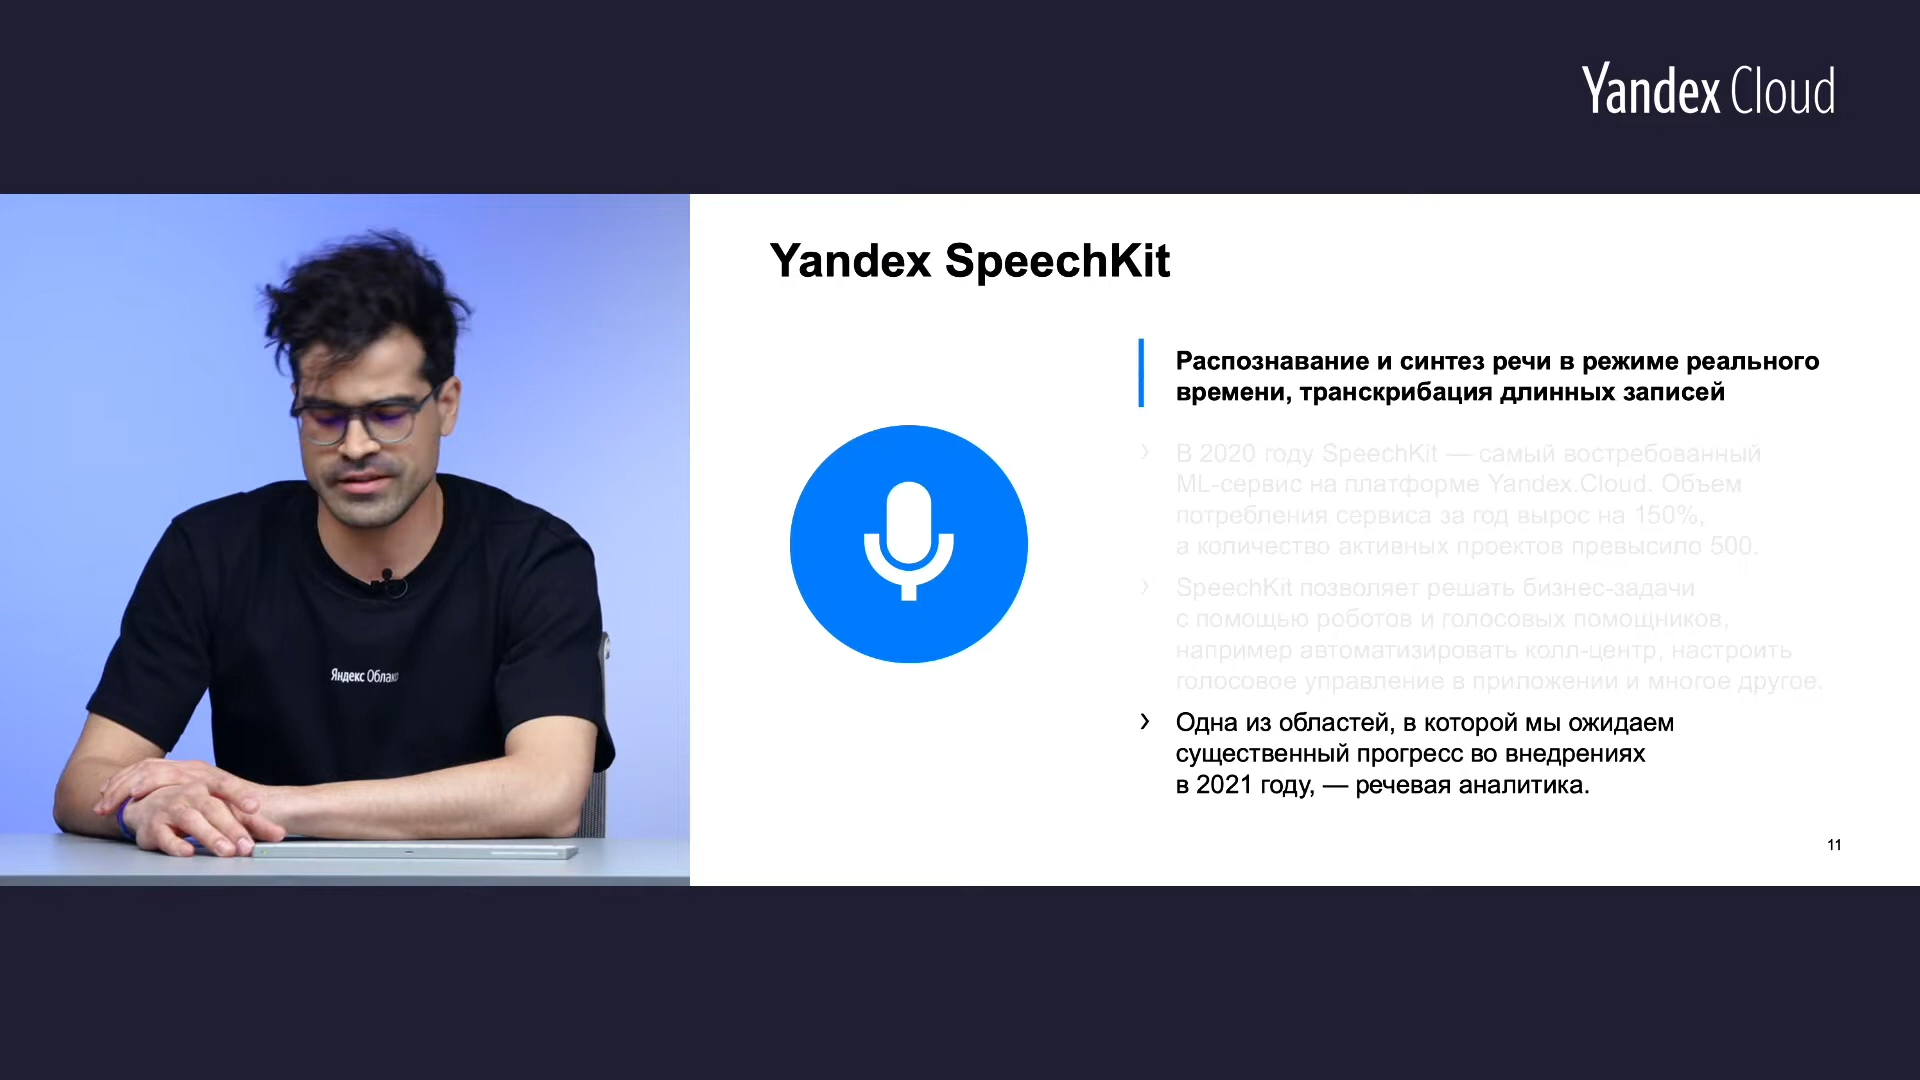 Yandex Cloud
Yandex SpeechKit
Распознавание и синтез речи в режиме реального
времени, транскрибация длинных записей
› В 2020 году SpeechKit — самый востребованный
ML-сервис на платформе Yandex.Cloud. Объем
потребления сервиса за год вырос на 150%,
а количество активных проектов превысило 500.
› SpeechKit позволяет решать бизнес-задачи
с помощью роботов и голосовых помощников,
например автоматизировать колл-центр, настроить
голосовое управление в приложении и многое другое.
› Одна из областей, в которой мы ожидаем
существенный прогресс во внедрениях
в 2021 году, — речевая аналитика.
11
Яндекс Облако